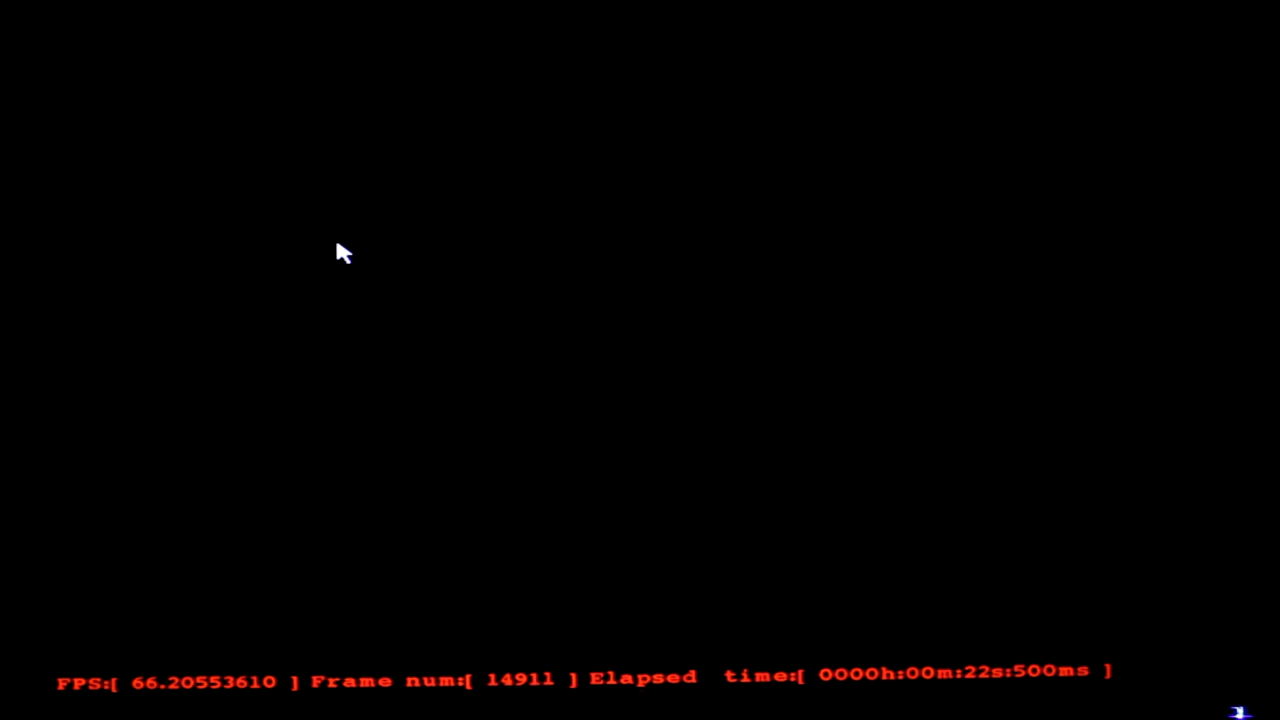 FPS:[ 66.20553610 ] Frame num:[ 14911 ] Elapsed time:[ 0000h:00m:22s:500ms ]